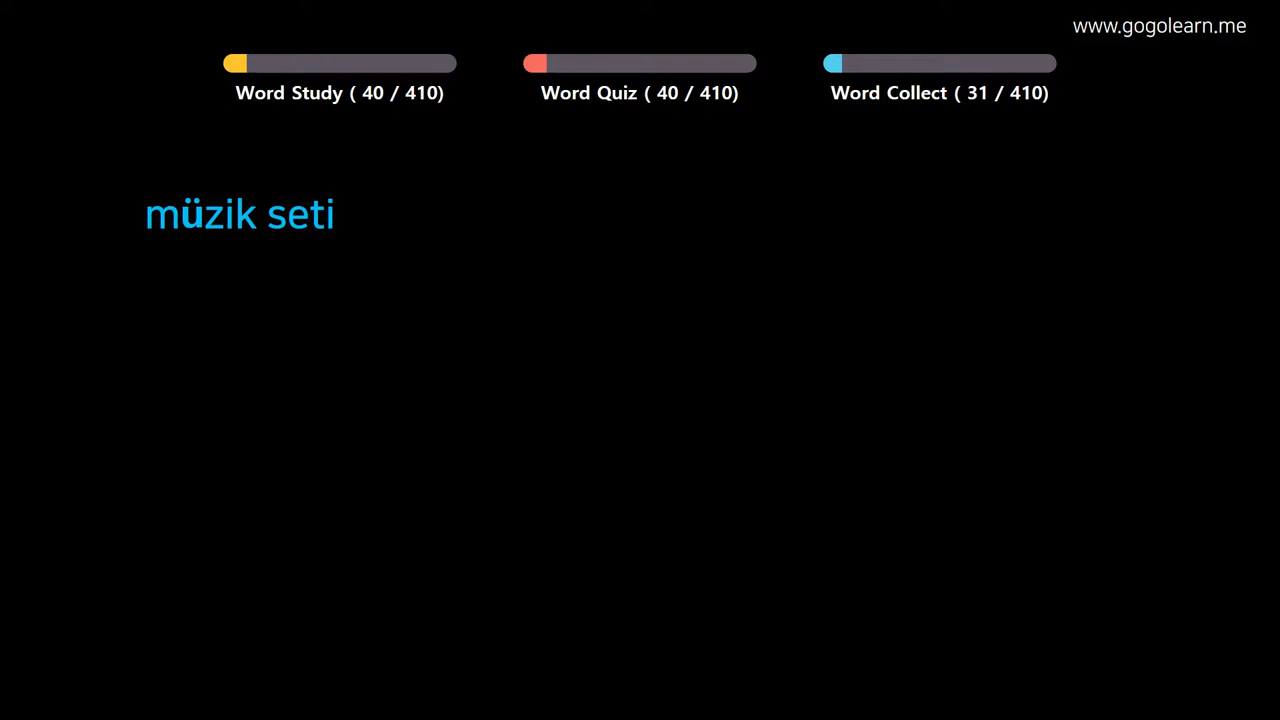 www.gogolearn.me
Word Study ( 40 / 410)
Word Quiz ( 40 / 410)
Word Collect ( 31 / 410)
müzik seti